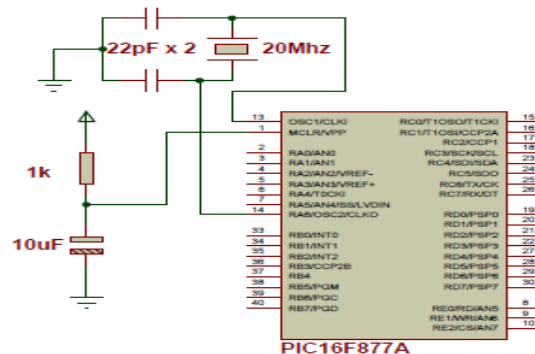 22pF x 2
20Mhz
1k
10uF
13 OSC1/CLKI
1 MCLR/VPP
2 RA0/AN0
3 RA1/AN1
4 RA2/AN2/VREF-
5 RA3/AN3/VREF+
6 RA4/T0CKI
7 RA5/AN4/SS/LVDIN
14 RA6/OSC2/CLKO
33 RB0/INT0
34 RB1/INT1
35 RB2/INT2
36 RB3/CCP2B
37 RB4
38 RB5/PGM
39 RB6/PGC
40 RB7/PGD
RC0/T1OSO/T1CKI 15
RC1/T1OSI/CCP2A 16
RC2/CCP1 17
RC3/SCK/SCL 18
RC4/SDI/SDA 23
RC5/SDO 24
RC6/TX/CK 25
RC7/RX/DT 26
RD0/PSP0 19
RD1/PSP1 20
RD2/PSP2 21
RD3/PSP3 22
RD4/PSP4 27
RD5/PSP5 28
RD6/PSP6 29
RD7/PSP7 30
RE0/RD/AN5 8
RE1/WR/AN6 9
RE2/CS/AN7 10
PIC16F877A